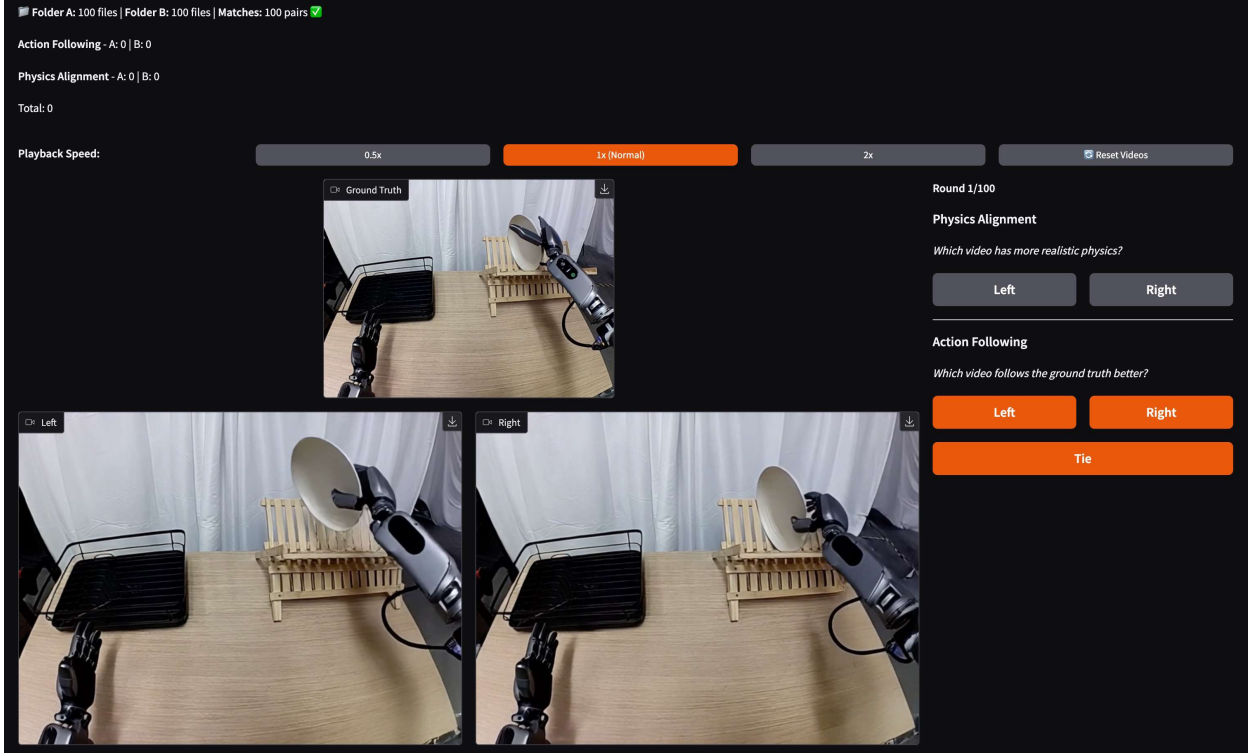 Folder A: 100 files | Folder B: 100 files | Matches: 100 pairs ✅
Action Following - A: 0 | B: 0
Physics Alignment - A: 0 | B: 0
Total: 0
Playback Speed:
0.5x
1x (Normal)
2x
Reset Videos
Ground Truth
Round 1/100
Physics Alignment
Which video has more realistic physics?
Left
Right
Action Following
Which video follows the ground truth better?
Left
Right
Tie
Left
Right